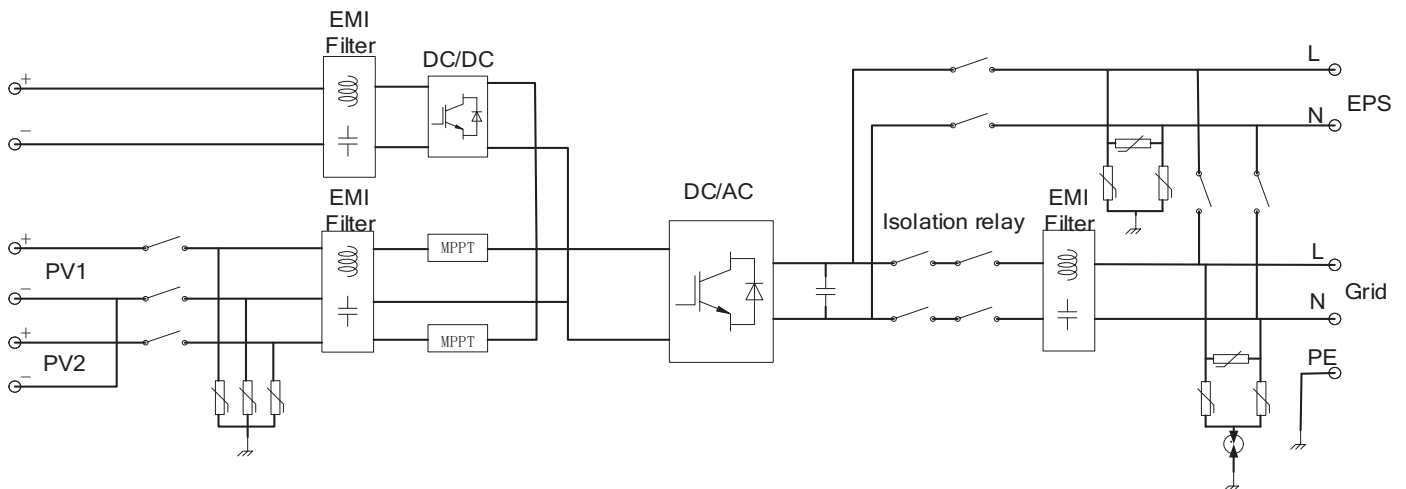 EMI
Filter
DC/DC
+
−
EMI
Filter
MPPT
MPPT
+
PV1
−
+
PV2
−
DC/AC
Isolation relay
EMI
Filter
L
EPS
N
L
Grid
N
PE